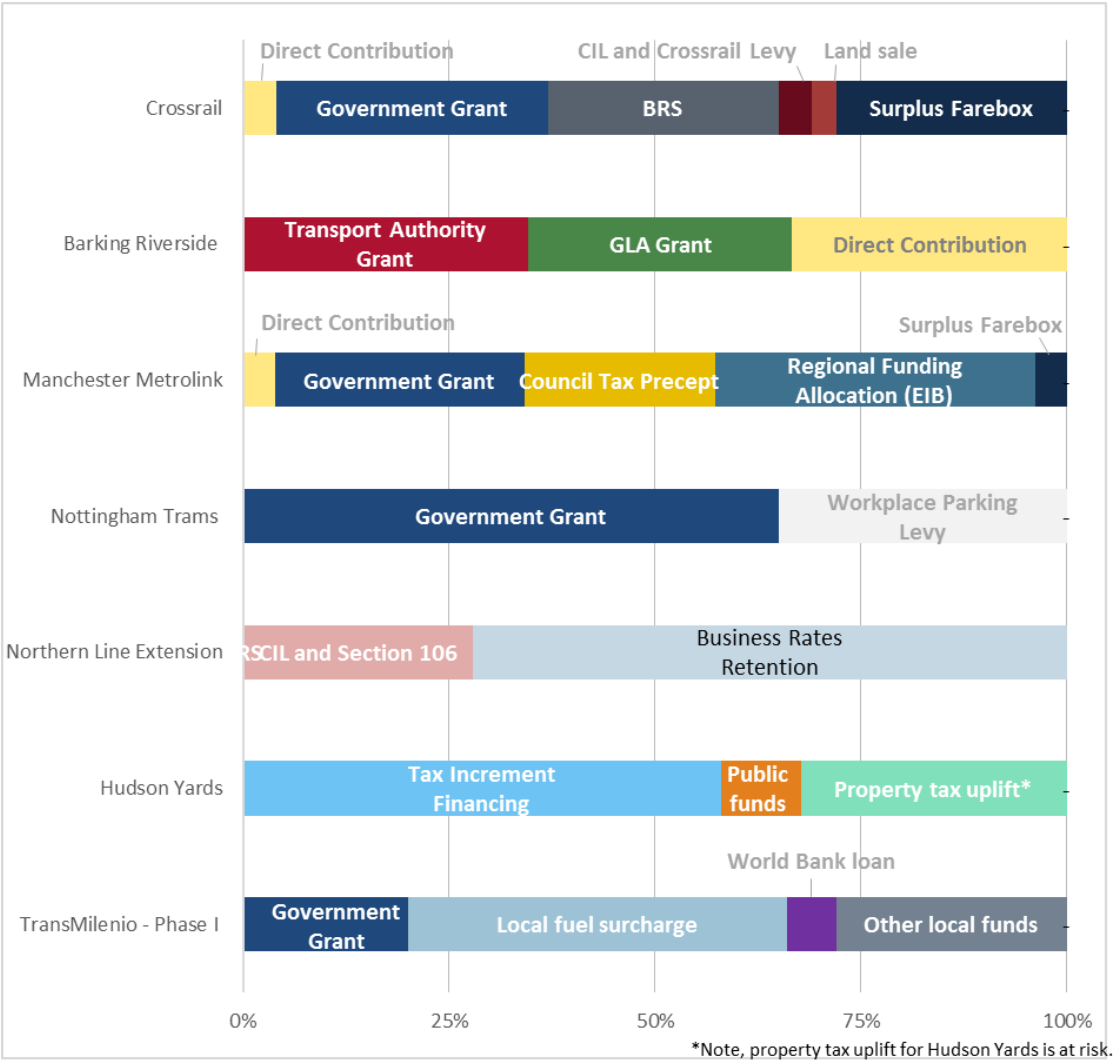 Direct Contribution
CIL and Crossrail Levy
Land sale
Crossrail
Government Grant
BRS
Surplus Farebox
Barking Riverside
Transport Authority
Grant
GLA Grant
Direct Contribution
Direct Contribution
Surplus Farebox
Manchester Metrolink
Government Grant
Council Tax Precept
Regional Funding
Allocation (EIB)
Nottingham Trams
Government Grant
Workplace Parking
Levy
Northern Line Extension
CIL and Section 106
Business Rates
Retention
Hudson Yards
Tax Increment
Financing
Public
funds
Property tax uplift*
World Bank loan
TransMilenio - Phase I
Government
Grant
Local fuel surcharge
Other local funds
0%
25%
50%
75%
100%
*Note, property tax uplift for Hudson Yards is at risk.